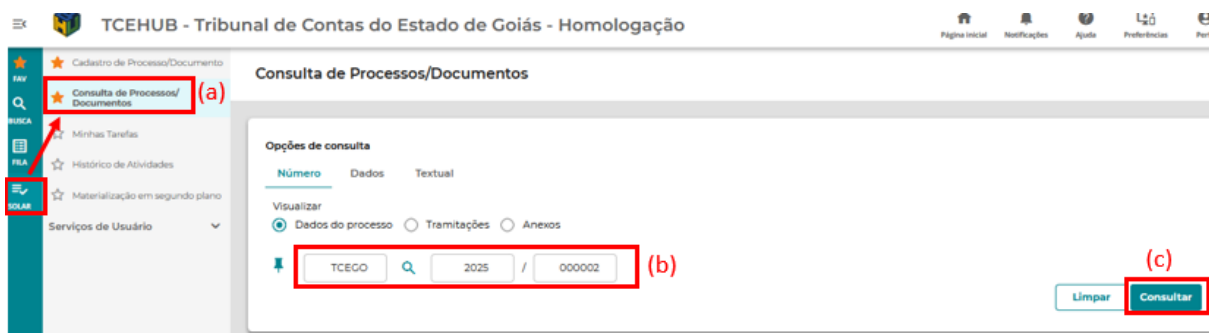 TCEHUB - Tribunal de Contas do Estado de Goiás - Homologação
Página inicial
Notificações
Ajuda
Preferências
FAV
BUSCA
FILA
SOLAR
Cadastro de Processo/Documento
Consulta de Processos/
Documentos
(a)
Minhas Tarefas
Histórico de Atividades
Materialização em segundo plano
Serviços de Usuário
Consulta de Processos/Documentos
Opções de consulta
Número Dados Textual
Visualizar
Dados do processo Tramitações Anexos
TCEGO 2025 / 000002 (b)
(c)
Limpar Consultar